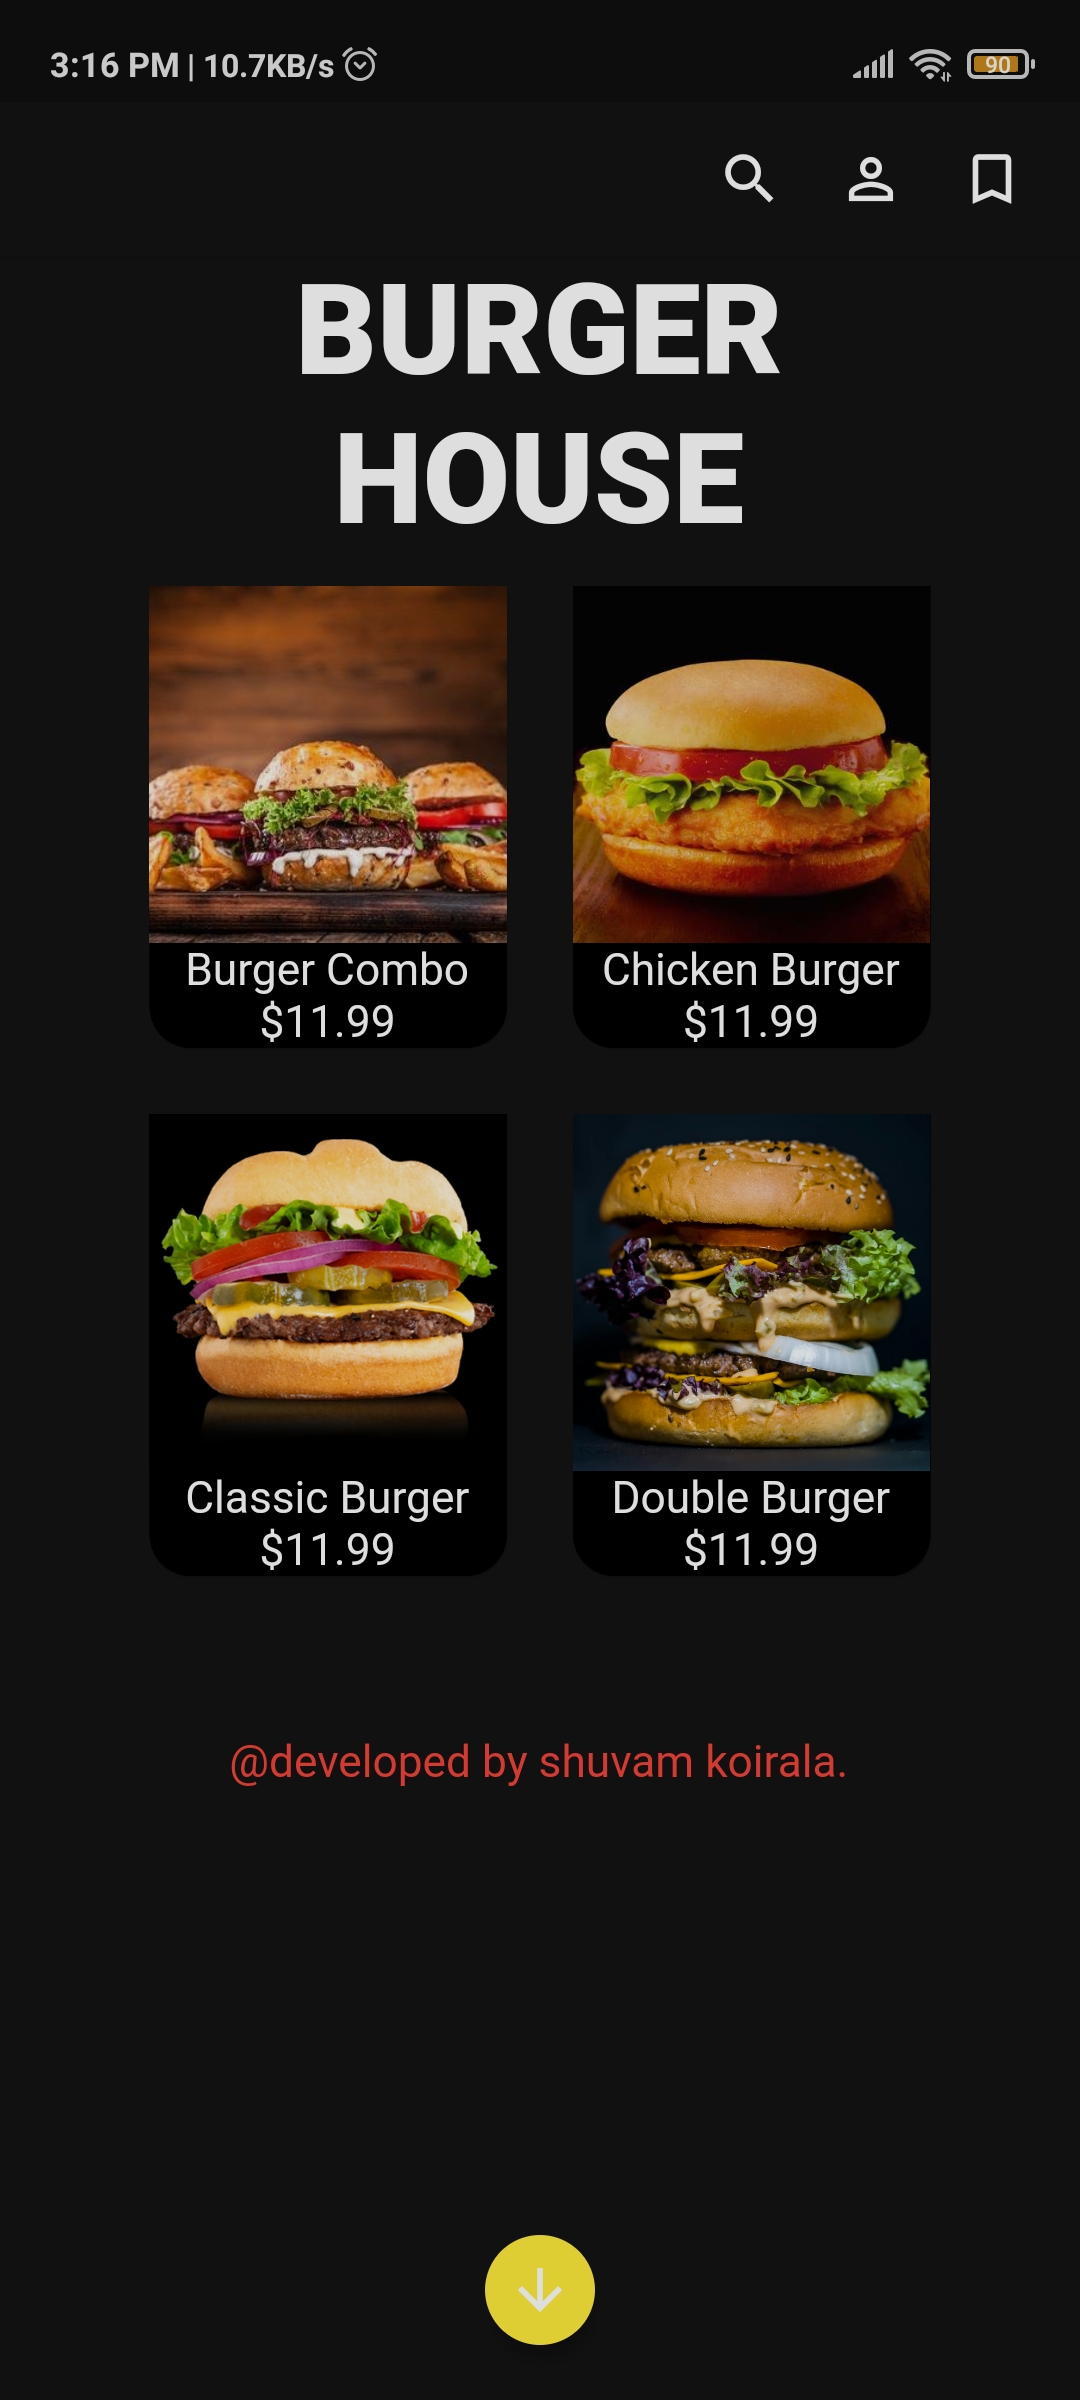 3:16 PM | 10.7KB/s
90
BURGER
HOUSE
Burger Combo
$11.99
Chicken Burger
$11.99
Classic Burger
$11.99
Double Burger
$11.99
@developed by shuvam koirala.